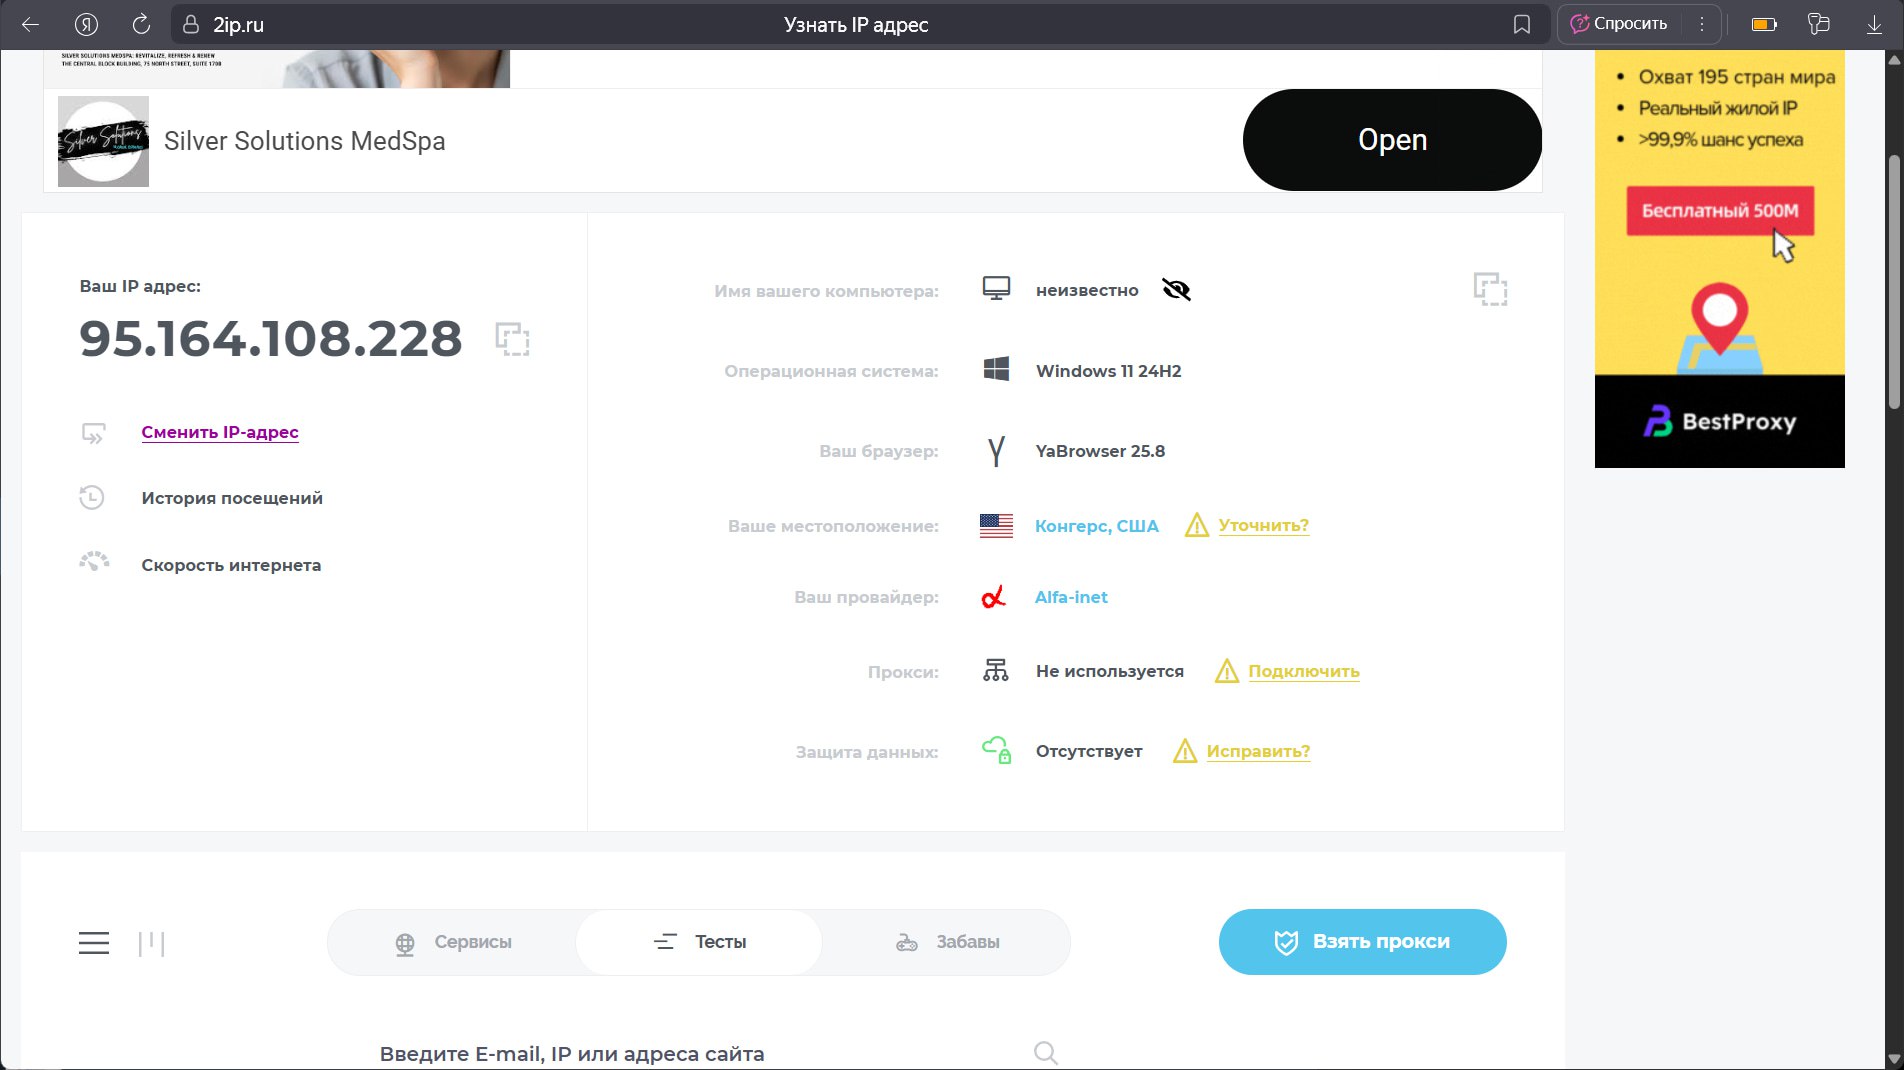 2ip.ru
Узнать IP адрес
Спросить
SILVER SOLUTIONS MEDSPA: REVITALIZE, REFRESH & RENEW
THE CENTRAL BLOCK BUILDING, 75 NORTH STREET, SUITE 170B
Silver Solutions
Silver Solutions MedSpa
Open
Охват 195 стран мира
Реальный жилой IP
>99,9% шанс успеха
Бесплатный 500M
BestProxy
Ваш IP адрес:
95.164.108.228
Сменить IP-адрес
История посещений
Скорость интернета
Имя вашего компьютера: неизвестно
Операционная система: Windows 11 24H2
Ваш браузер: YaBrowser 25.8
Ваше местоположение: Конгерс, США Уточнить?
Ваш провайдер: Alfa-inet
Прокси: Не используется Подключить
Защита данных: Отсутствует Исправить?
Сервисы
Тесты
Забавы
Взять прокси
Введите E-mail, IP или адреса сайта